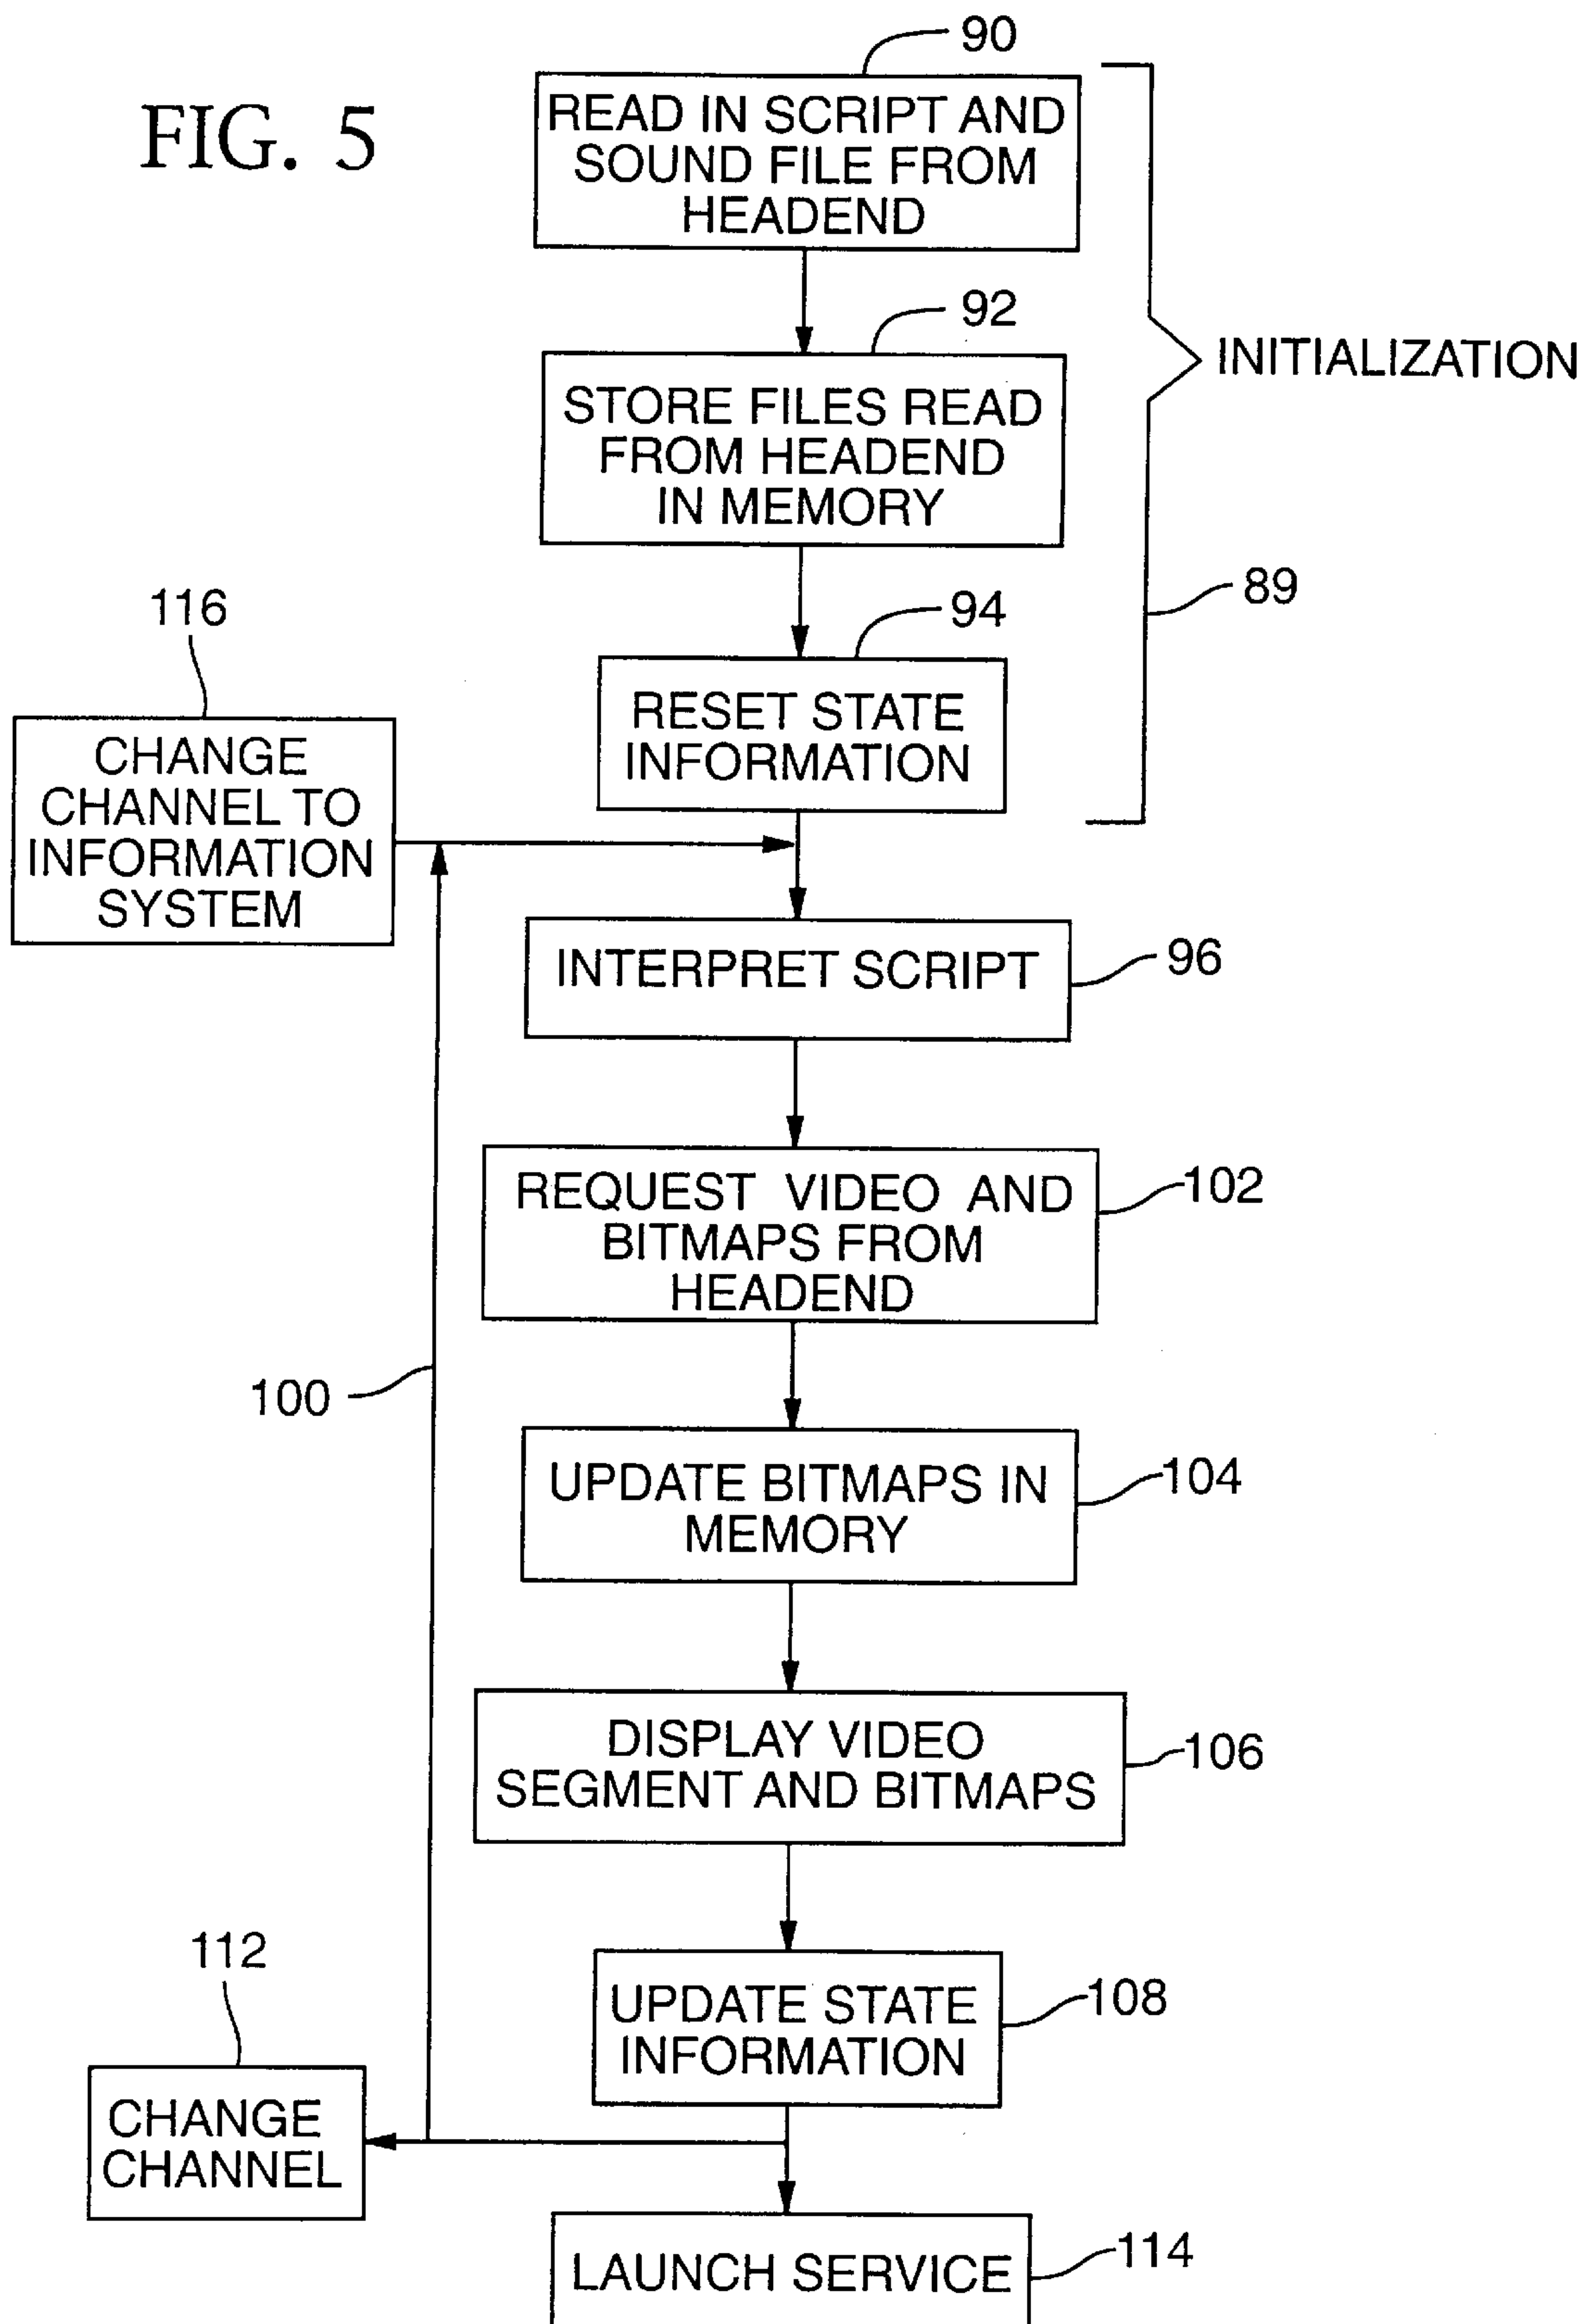 FIG. 5
90
READ IN SCRIPT AND
SOUND FILE FROM
HEADEND
92
STORE FILES READ
FROM HEADEND
IN MEMORY
INITIALIZATION
89
94
RESET STATE
INFORMATION
116
CHANGE
CHANNEL TO
INFORMATION
SYSTEM
INTERPRET SCRIPT
96
REQUEST VIDEO AND
BITMAPS FROM
HEADEND
102
100
UPDATE BITMAPS IN
MEMORY
104
DISPLAY VIDEO
SEGMENT AND BITMAPS
106
UPDATE STATE
INFORMATION
108
112
CHANGE
CHANNEL
LAUNCH SERVICE
114